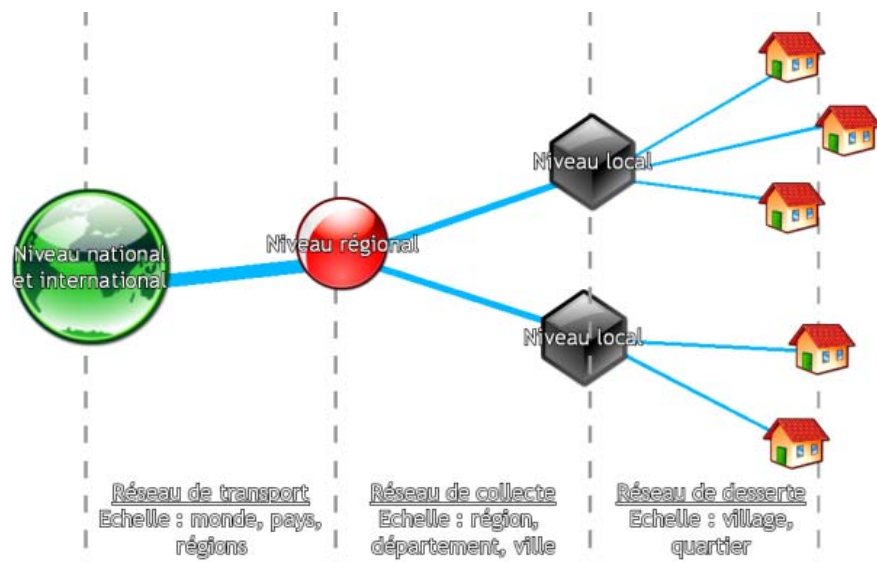 Niveau local
Niveau régional
Niveau national
et international
Niveau local
Réseau de transport
Echelle : monde, pays,
régions
Réseau de collecte
Echelle : région,
département, ville
Réseau de desserte
Echelle : village,
quartier